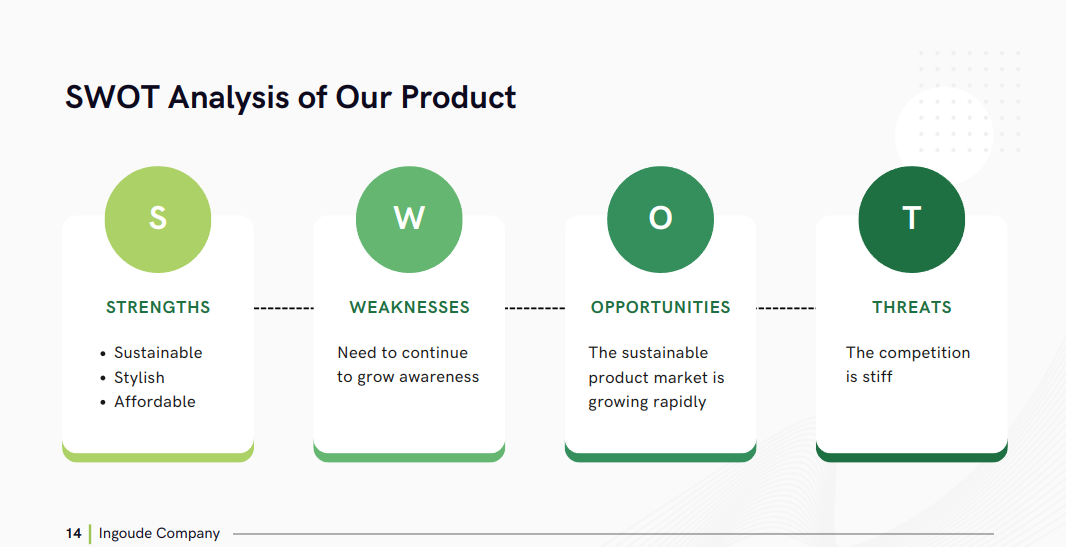 SWOT Analysis of Our Product
S
STRENGTHS
• Sustainable
• Stylish
• Affordable
W
WEAKNESSES
Need to continue
to grow awareness
O
OPPORTUNITIES
The sustainable
product market is
growing rapidly
T
THREATS
The competition
is stiff
14 Ingoude Company